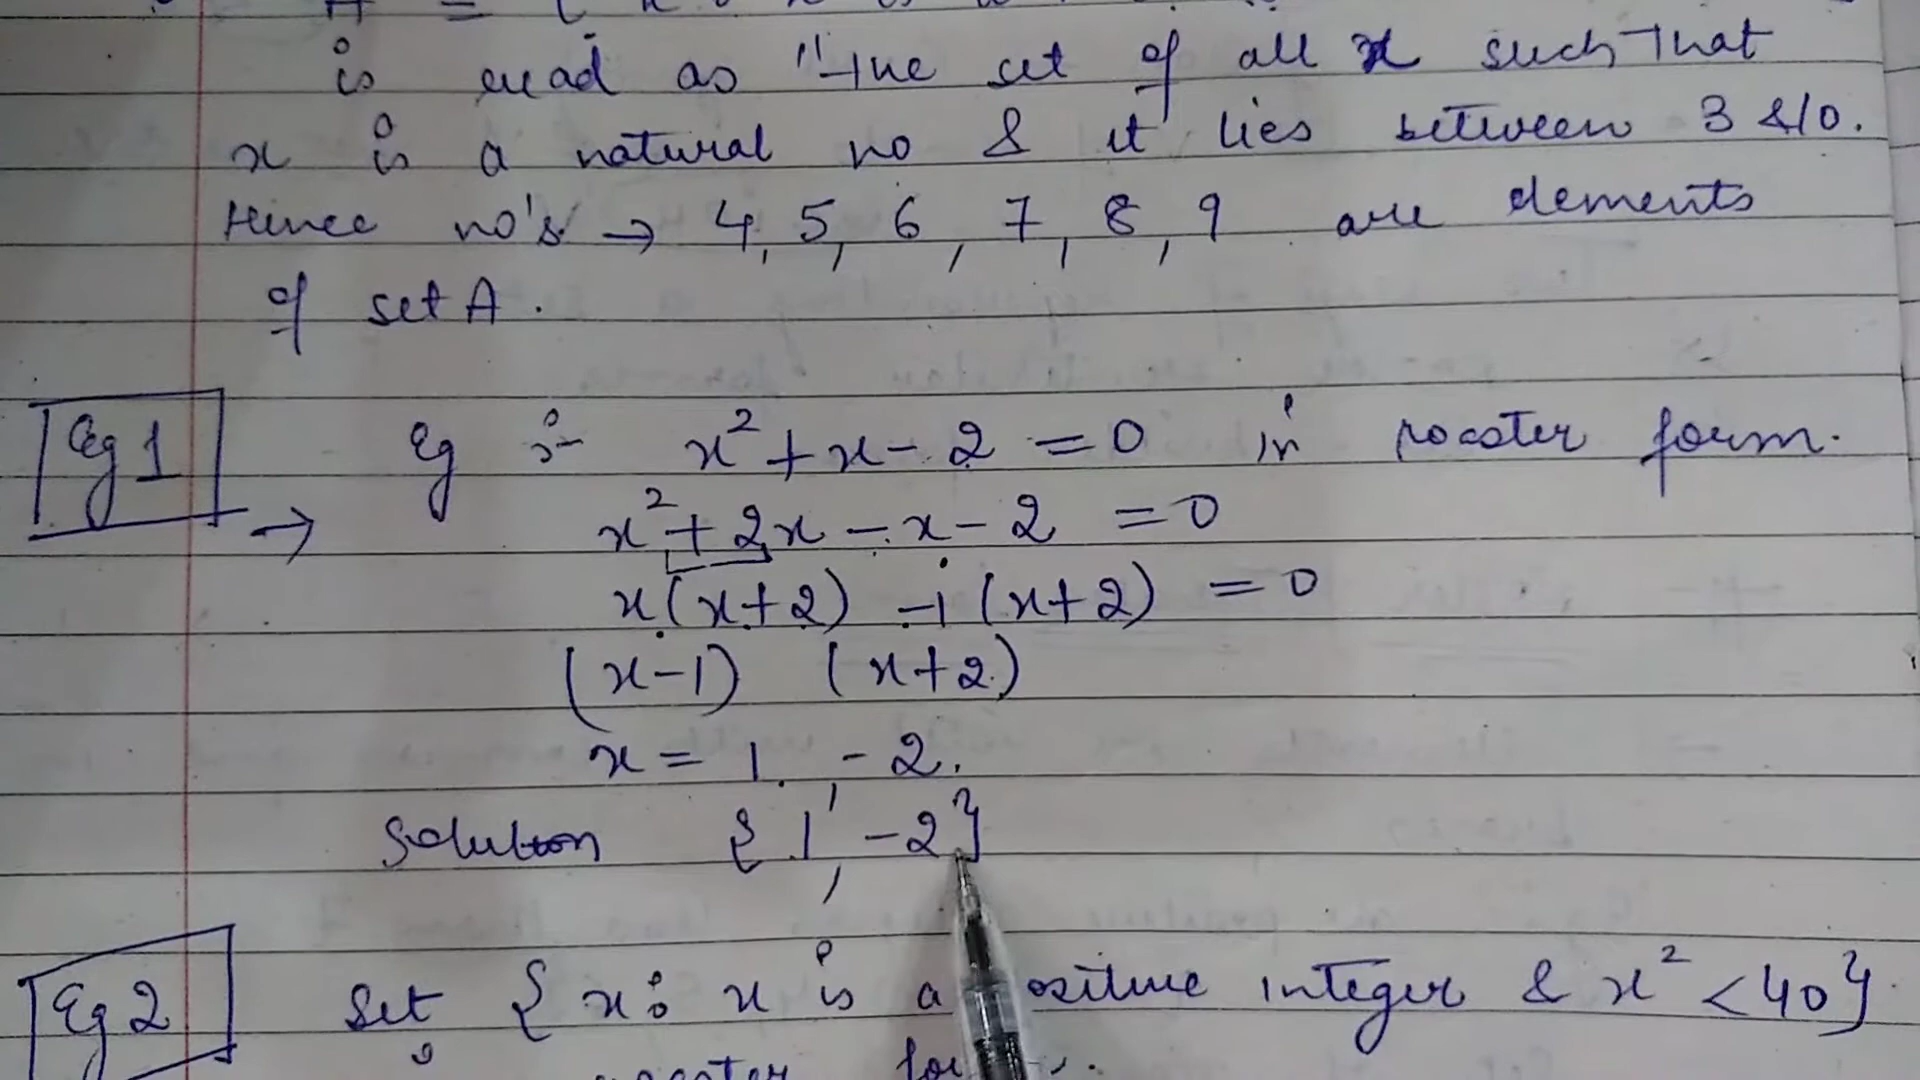 A = { x : x is a
is read as "the set of all x such that
x is a natural no & it lies between 3 & 10.
Hence no's → 4, 5, 6, 7, 8, 9 are elements
of set A.
Eg 1 Eg :- x² + x - 2 = 0 in rooster form.
→ x² + 2x - x - 2 = 0
x(x+2) -1(x+2) = 0
(x-1) (x+2)
x = 1, -2.
Solution {1, -2}
Eg 2 Set {x : x is a positive integer & x² < 40}